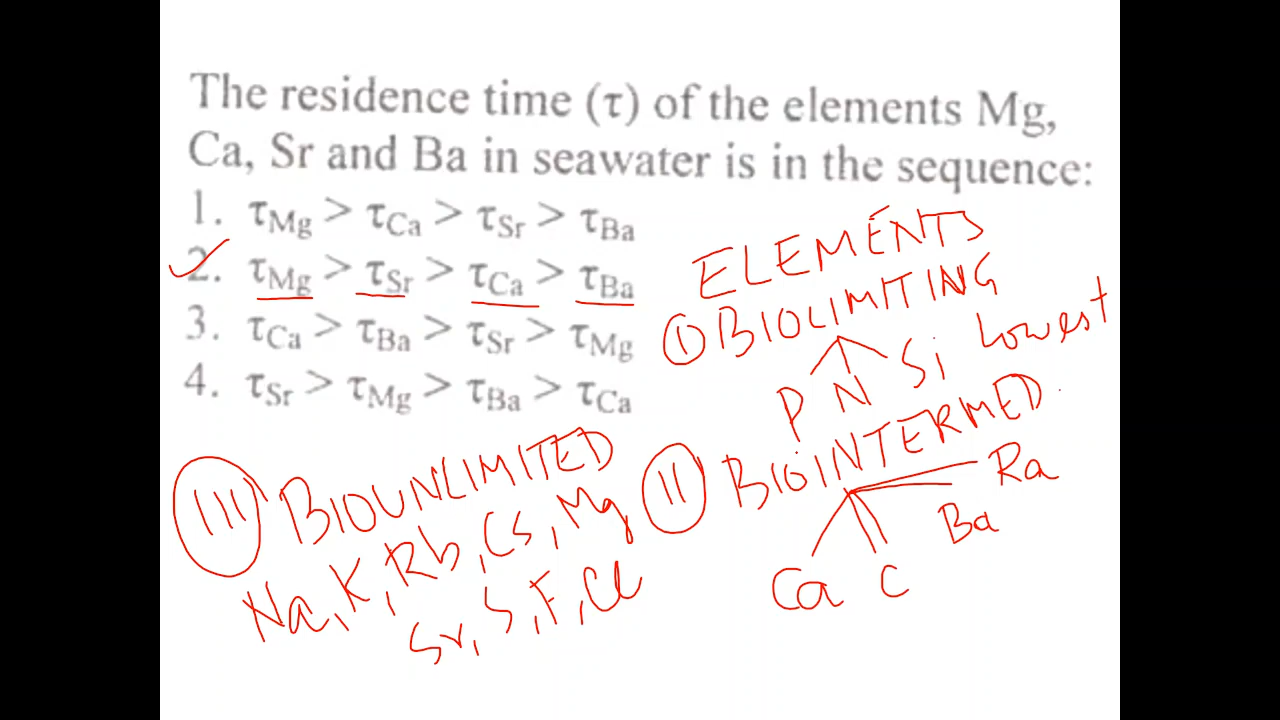 The residence time (τ) of the elements Mg,
Ca, Sr and Ba in seawater is in the sequence:
1. τMg > τCa > τSr > τBa
2. τMg > τSr > τCa > τBa
3. τCa > τBa > τSr > τMg
4. τSr > τMg > τBa > τCa
ELEMENTS
① BIOLIMITING
P N Si Lowest
II BIOINTERMED.
Ra
Ba
Ca C
III BIOUNLIMITED
Na, K, Rb, Cs, Mg
Sr, S, F, Cl